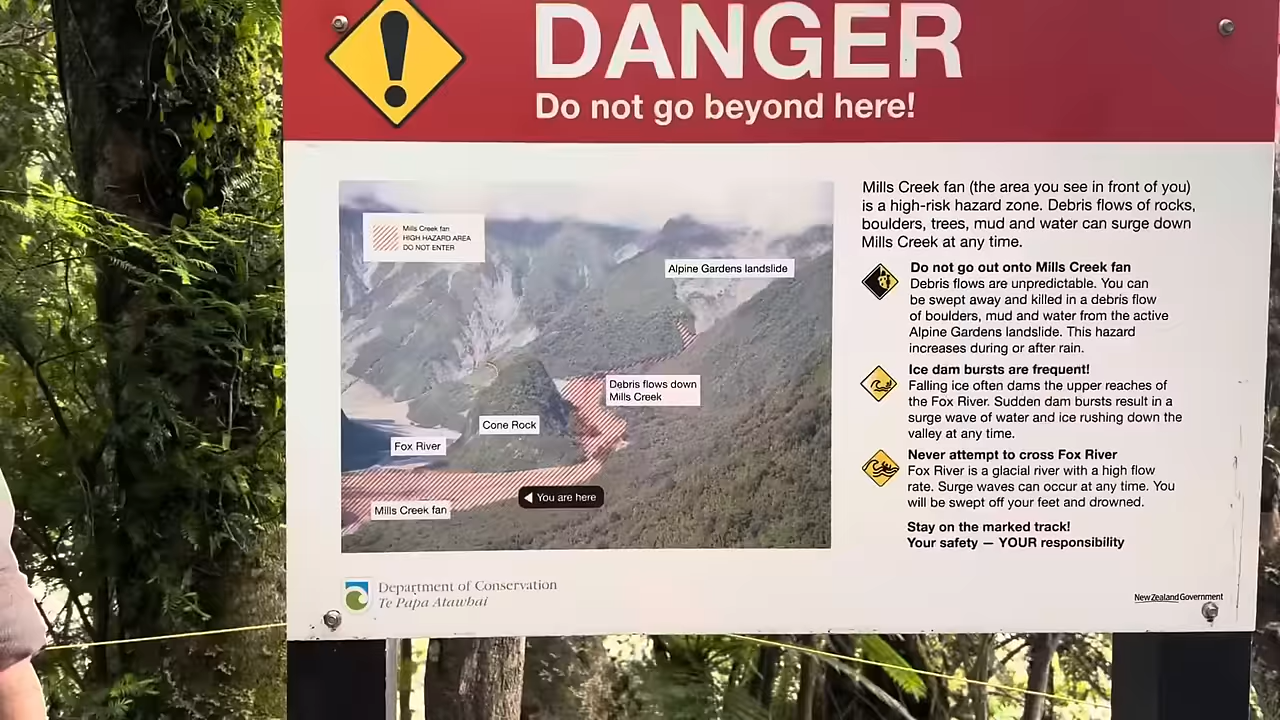 DANGER
Do not go beyond here!
Mills Creek fan
HIGH HAZARD AREA
DO NOT ENTER
Alpine Gardens landslide
Debris flows down
Mills Creek
Cone Rock
Fox River
You are here
Mills Creek fan
Mills Creek fan (the area you see in front of you)
is a high-risk hazard zone. Debris flows of rocks,
boulders, trees, mud and water can surge down
Mills Creek at any time.
Do not go out onto Mills Creek fan
Debris flows are unpredictable. You can
be swept away and killed in a debris flow
of boulders, mud and water from the active
Alpine Gardens landslide. This hazard
increases during or after rain.
Ice dam bursts are frequent!
Falling ice often dams the upper reaches of
the Fox River. Sudden dam bursts result in a
surge wave of water and ice rushing down the
valley at any time.
Never attempt to cross Fox River
Fox River is a glacial river with a high flow
rate. Surge waves can occur at any time. You
will be swept off your feet and drowned.
Stay on the marked track!
Your safety — YOUR responsibility
Department of Conservation
Te Papa Atawbai
New Zealand Government